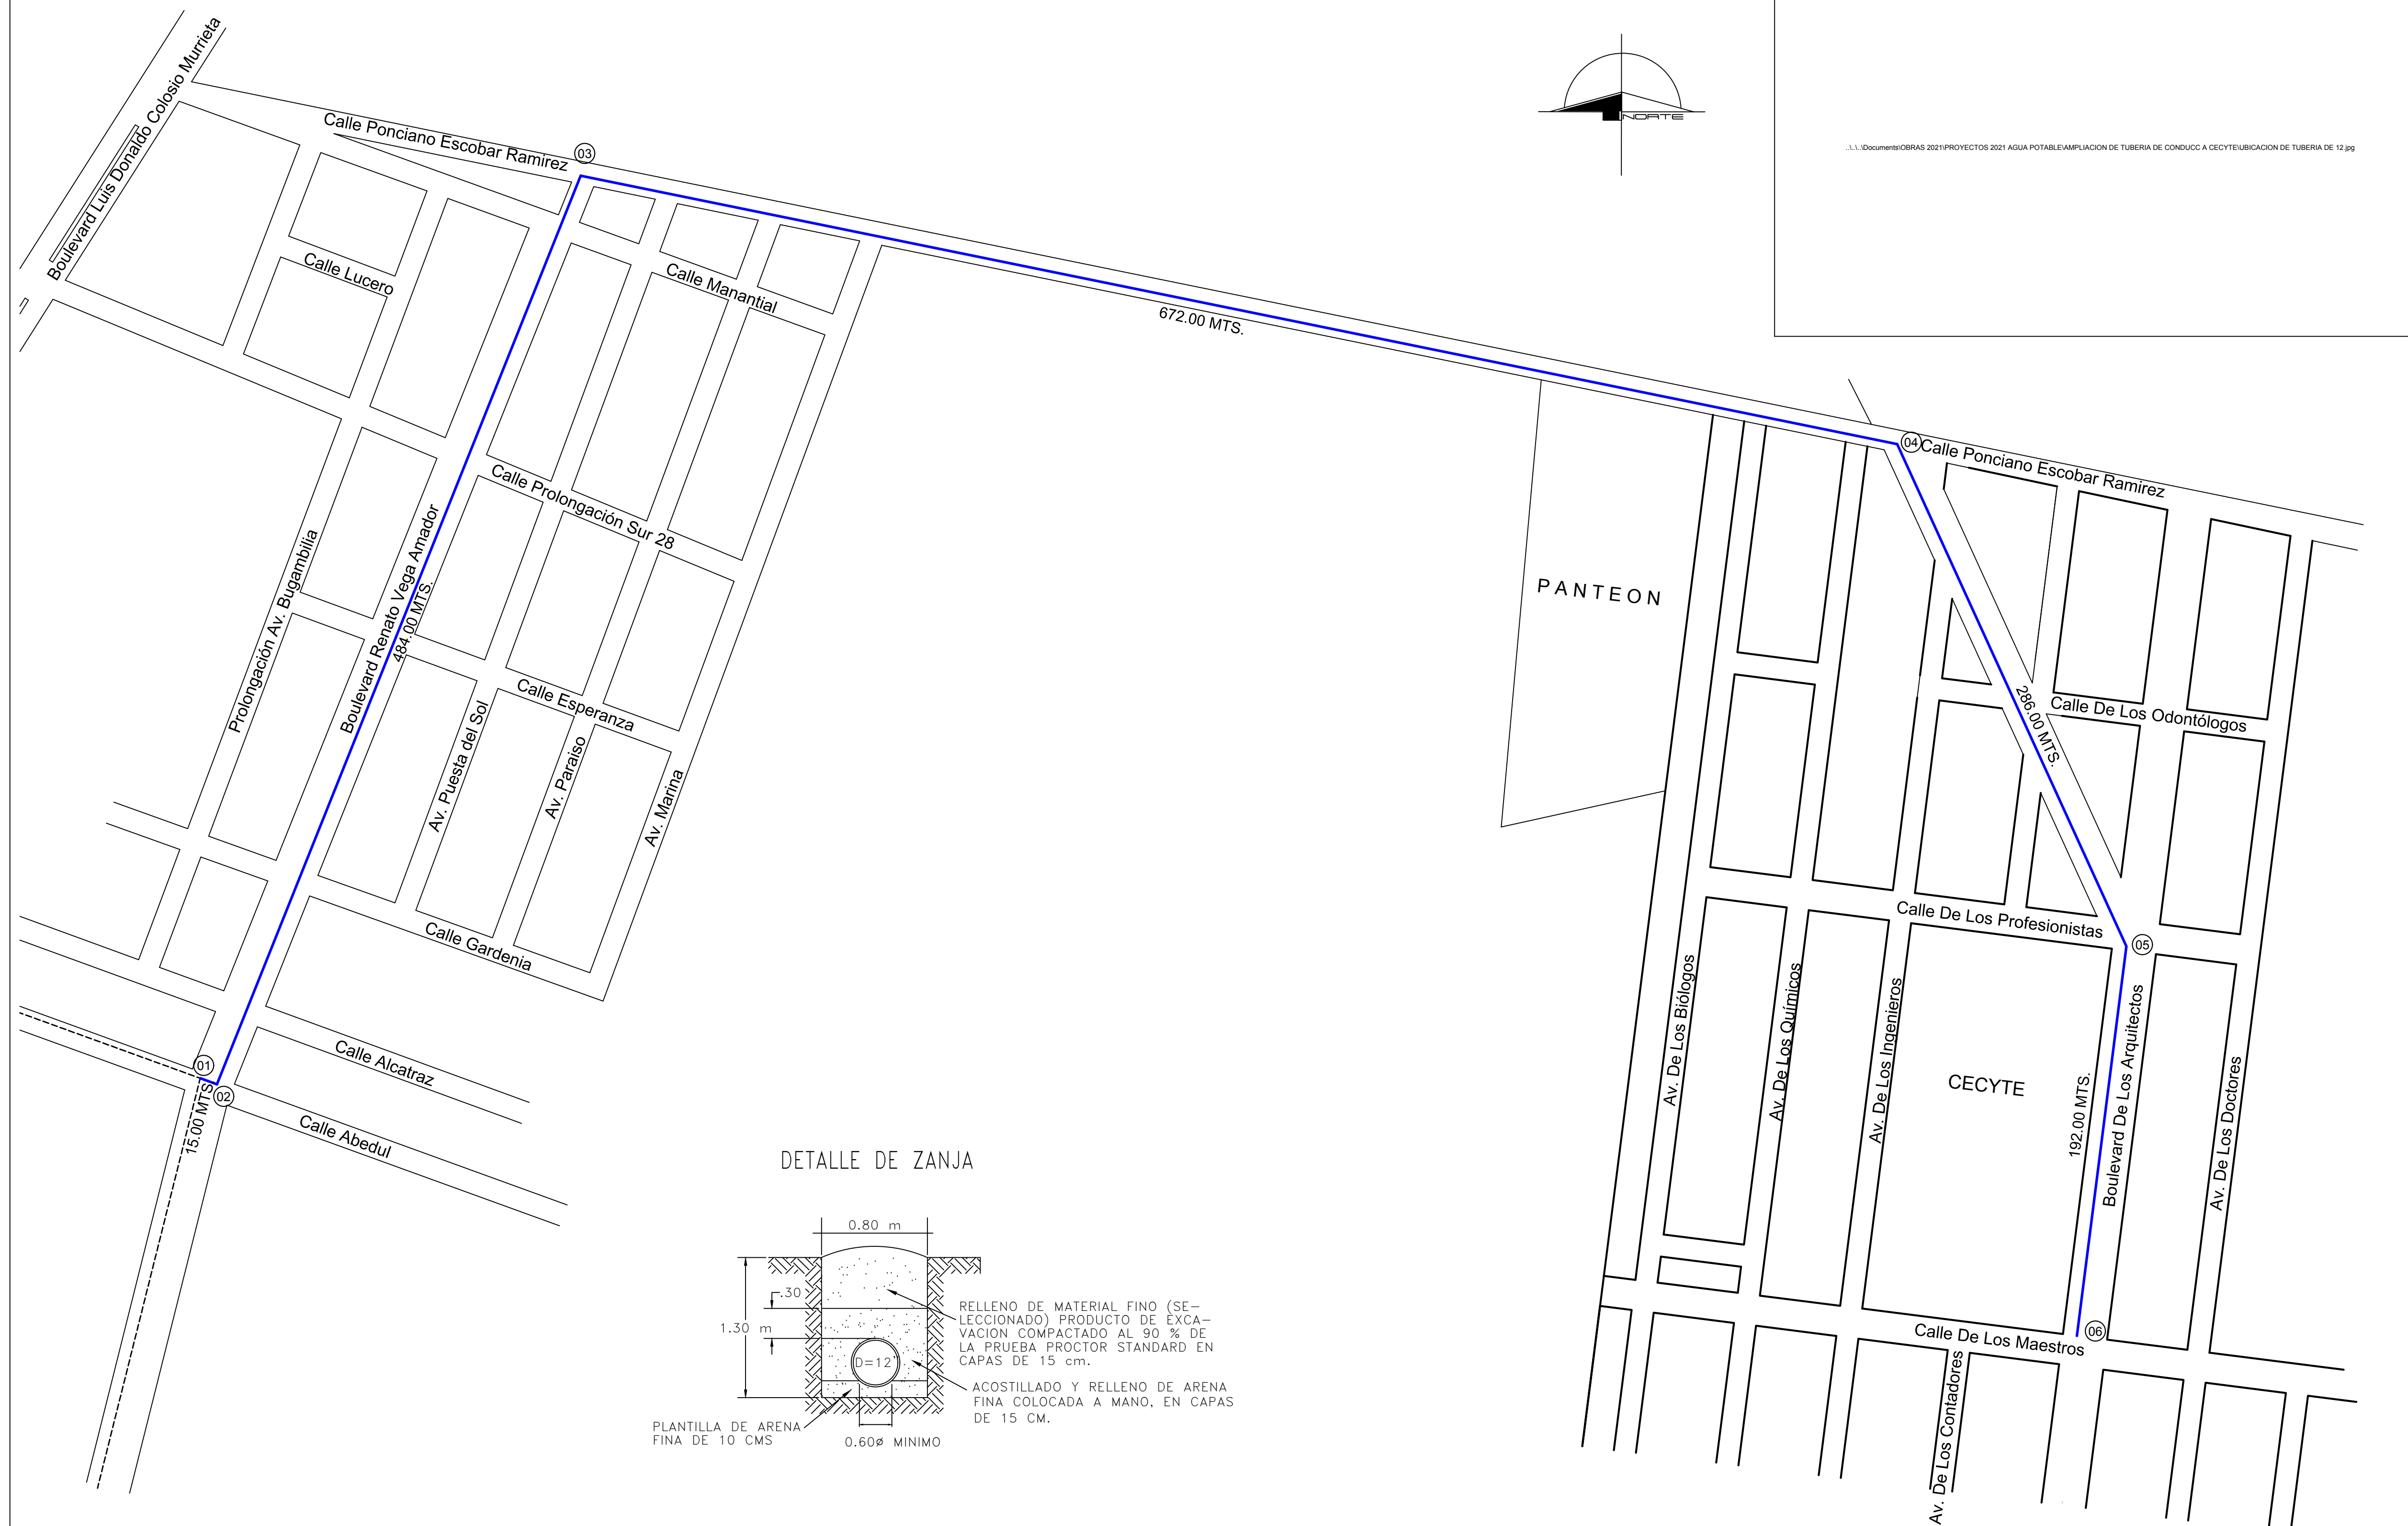 Boulevard Luis Donaldo Colosio Murrieta
Calle Ponciano Escobar Ramirez
03
NORTE
..\..\..\Documents\OBRAS 2021\PROYECTOS 2021 AGUA POTABLE\AMPLIACION DE TUBERIA DE CONDUCC A CECYTE\UBICACION DE TUBERIA DE 12.jpg
Calle Lucero
Calle Manantial
672.00 MTS.
04
Calle Ponciano Escobar Ramirez
Calle Prolongación Sur 28
Prolongación Av. Bugambilia
Boulevard Renato Vega Amador
484.00 MTS.
PANTEON
Calle Esperanza
Av. Puesta del Sol
Av. Paraiso
Av. Marina
286.00 MTS.
Calle De Los Odontólogos
Calle Gardenia
Calle De Los Profesionistas
05
Av. De Los Biólogos
Av. De Los Químicos
Av. De Los Ingenieros
CECYTE
192.00 MTS.
Boulevard De Los Arquitectos
Av. De Los Doctores
01
02
15.00 MTS.
Calle Alcatraz
Calle Abedul
Calle De Los Maestros
06
Av. De Los Contadores
DETALLE DE ZANJA
0.80 m
.30
1.30 m
D=12"
RELLENO DE MATERIAL FINO (SE-
LECCIONADO) PRODUCTO DE EXCA-
VACION COMPACTADO AL 90 % DE
LA PRUEBA PROCTOR STANDARD EN
CAPAS DE 15 cm.
ACOSTILLADO Y RELLENO DE ARENA
FINA COLOCADA A MANO, EN CAPAS
DE 15 CM.
PLANTILLA DE ARENA
FINA DE 10 CMS
0.60ø MINIMO